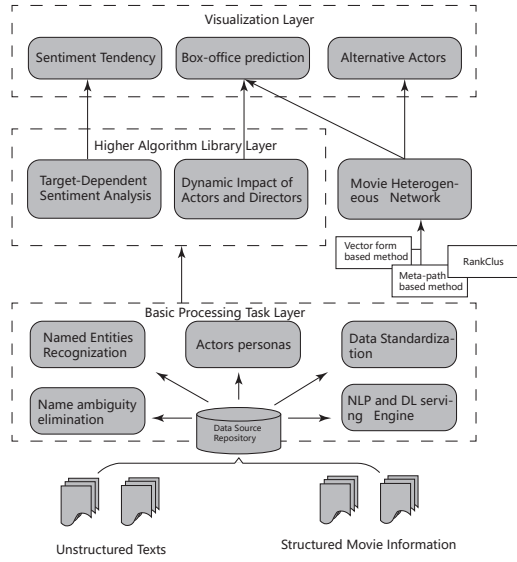 Visualization Layer
Sentiment Tendency
Box-office prediction
Alternative Actors
Higher Algorithm Library Layer
Target-Dependent
Sentiment Analysis
Dynamic Impact of
Actors and Directors
Movie Heterogen-
eous Network
Vector form
based method
Meta-path
based method
RankClus
Basic Processing Task Layer
Named Entities
Recognization
Actors personas
Data Standardiza-
tion
Name ambiguity
elimination
Data Source
Repository
NLP and DL servi-
ng Engine
Unstructured Texts
Structured Movie Information